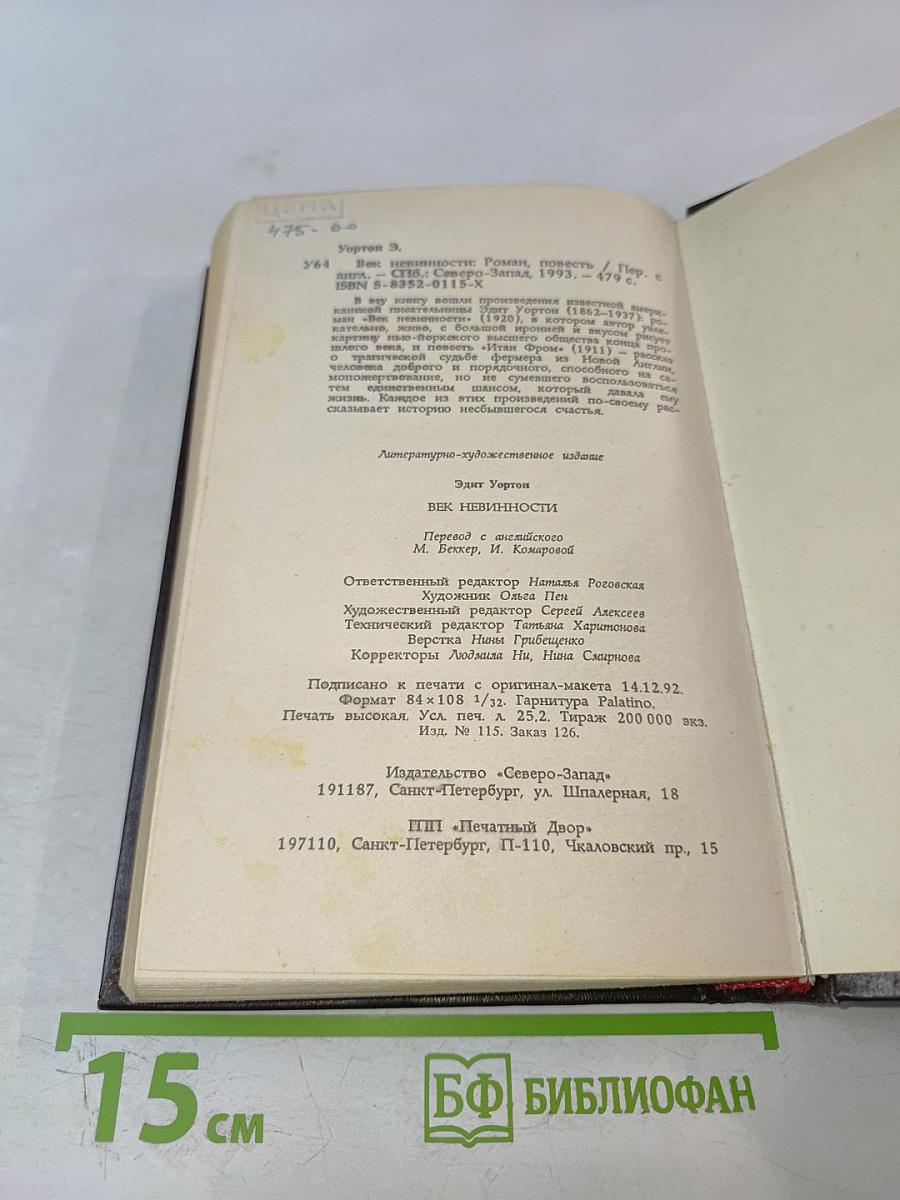 ЦЕНА
475-00
Уортон Э.
У64 Век невинности: Роман, повесть / Пер. с
англ. — СПб.: Северо-Запад, 1993. — 479 с.
ISBN 5-8352-0115-X
В эту книгу вошли произведения известной амери-
канской писательницы Эдит Уортон (1862–1937): ро-
ман «Век невинности» (1920), в котором автор увле-
кательно, живо, с большой иронией и вкусом рисует
картину нью-йоркского высшего общества конца про-
шлого века, и повесть «Итан Фром» (1911) — рассказ
о трагической судьбе фермера из Новой Англии,
человека доброго и порядочного, способного на са-
мопожертвование, но не сумевшего воспользоваться
тем единственным шансом, который давала ему
жизнь. Каждое из этих произведений по-своему рас-
сказывает историю несбывшегося счастья.
Литературно-художественное издание
Эдит Уортон
ВЕК НЕВИННОСТИ
Перевод с английского
М. Беккер, И. Комаровой
Ответственный редактор Наталья Роговская
Художник Ольга Пен
Художественный редактор Сергей Алексеев
Технический редактор Татьяна Харитонова
Верстка Нины Грибещенко
Корректоры Людмила Ни, Нина Смирнова
Подписано к печати с оригинал-макета 14.12.92.
Формат 84×108 1/32. Гарнитура Palatino.
Печать высокая. Усл. печ. л. 25,2. Тираж 200 000 экз.
Изд. № 115. Заказ 126.
Издательство «Северо-Запад»
191187, Санкт-Петербург, ул. Шпалерная, 18
ГПП «Печатный Двор»
197110, Санкт-Петербург, П-110, Чкаловский пр., 15
15 см
БФ БИБЛИОФАН